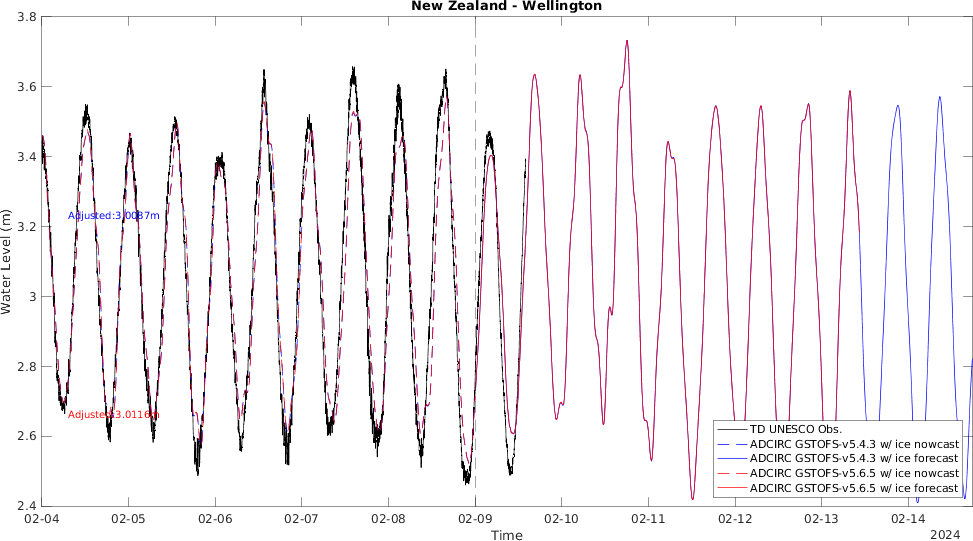 New Zealand - Wellington
3.8
3.6
3.4
3.2
3
2.8
2.6
2.4
Water Level (m)
Adjusted:3.0087m
Adjusted:3.0116m
TD UNESCO Obs.
ADCIRC GSTOFS-v5.4.3 w/ ice nowcast
ADCIRC GSTOFS-v5.4.3 w/ ice forecast
ADCIRC GSTOFS-v5.6.5 w/ ice nowcast
ADCIRC GSTOFS-v5.6.5 w/ ice forecast
02-04 02-05 02-06 02-07 02-08 02-09 02-10 02-11 02-12 02-13 02-14
Time
2024